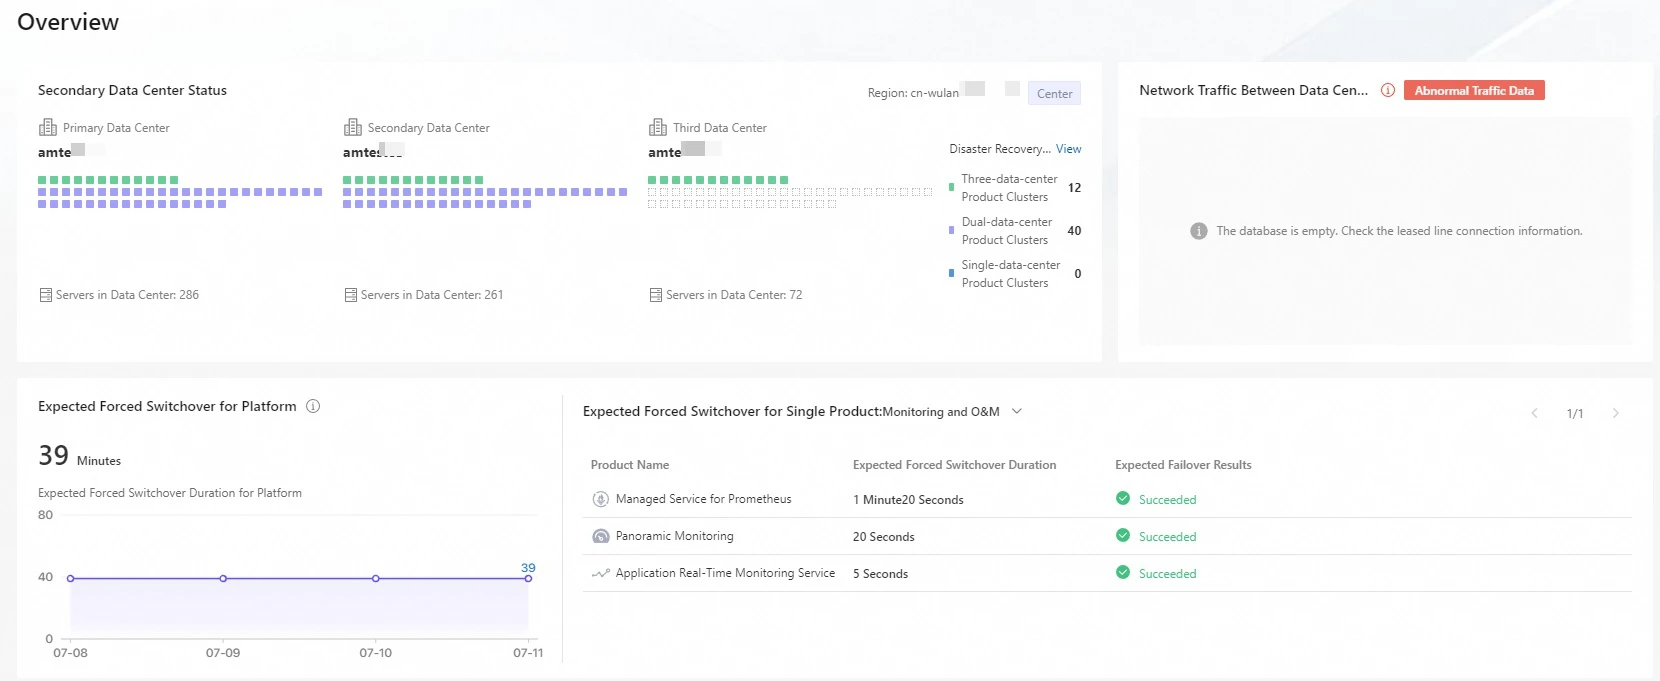 Overview
Secondary Data Center Status
Region: cn-wulan
Center
Primary Data Center
Secondary Data Center
Third Data Center
amte
amtes
amte
Disaster Recovery... View
Three-data-center
Product Clusters
12
Dual-data-center
Product Clusters
40
Single-data-center
Product Clusters
0
Servers in Data Center: 286
Servers in Data Center: 261
Servers in Data Center: 72
Network Traffic Between Data Cen...
Abnormal Traffic Data
The database is empty. Check the leased line connection information.
Expected Forced Switchover for Platform
39 Minutes
Expected Forced Switchover Duration for Platform
80
40
0
39
07-08
07-09
07-10
07-11
Expected Forced Switchover for Single Product:Monitoring and O&M
1/1
Product Name
Expected Forced Switchover Duration
Expected Failover Results
Managed Service for Prometheus
1 Minute20 Seconds
Succeeded
Panoramic Monitoring
20 Seconds
Succeeded
Application Real-Time Monitoring Service
5 Seconds
Succeeded